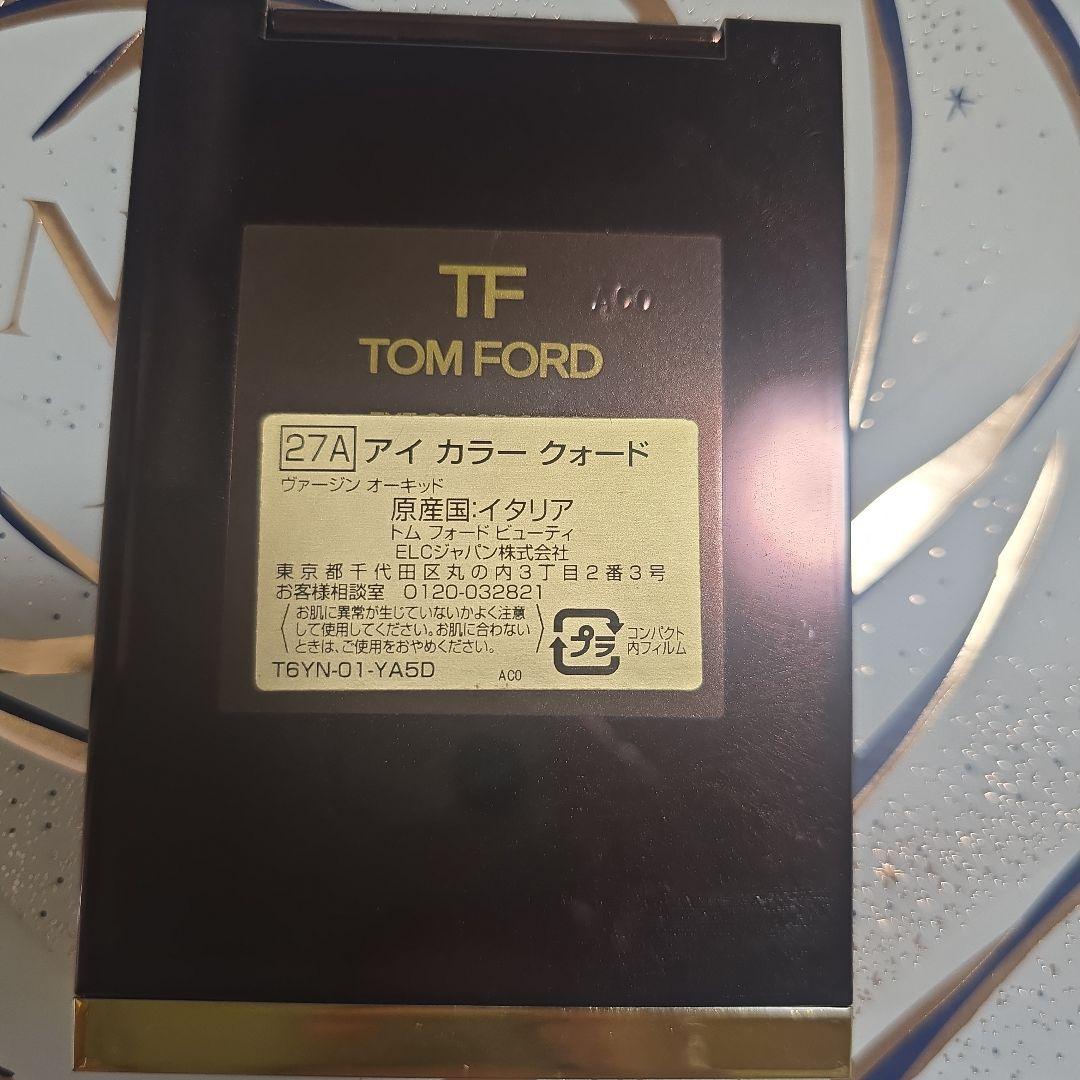 N
TF
ACO
TOM FORD
27A アイ カラー クォード
ヴァージン オーキッド
原産国:イタリア
トム フォード ビューティ
ELCジャパン株式会社
東京都千代田区丸の内3丁目2番3号
お客様相談室 0120-032821
お肌に異常が生じていないかよく注意
して使用してください。お肌に合わない
ときは、ご使用をおやめください。
プラ
コンパクト
内フィルム
T6YN-01-YA5D
ACO